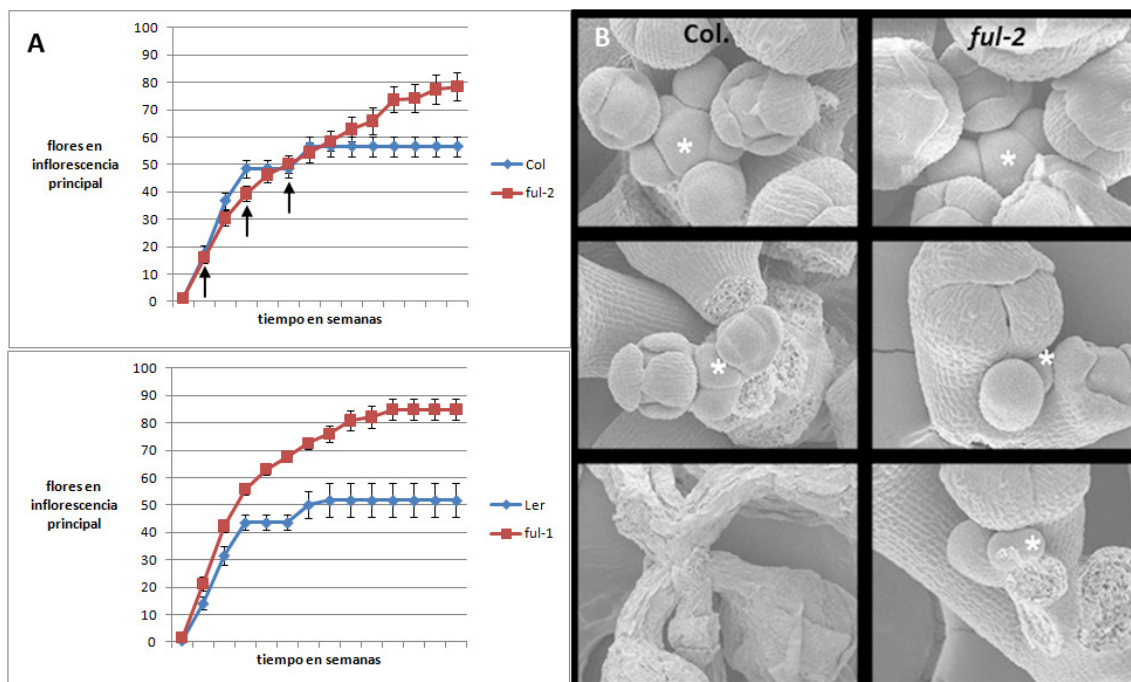 A
100
90
80
70
60
50
40
30
20
10
0
flores en
inflorescencia
principal
Col
ful-2
tiempo en semanas
100
90
80
70
60
50
40
30
20
10
0
flores en
inflorescencia
principal
Ler
ful-1
tiempo en semanas
B
Col.
ful-2
*
*
*
*
*